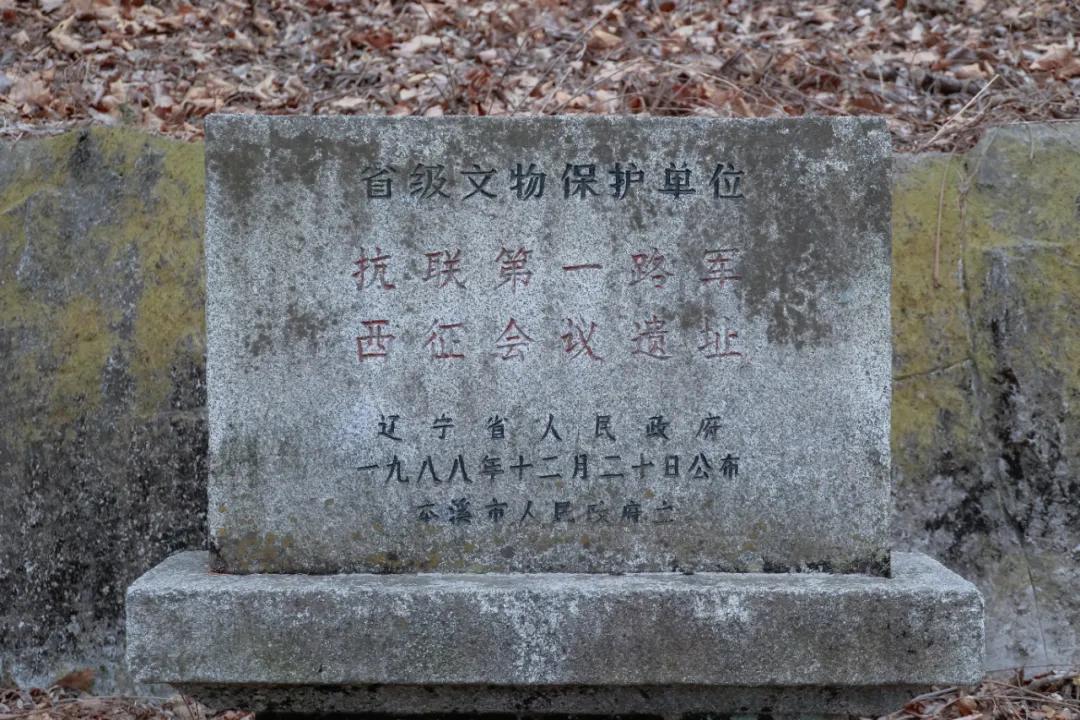 省级文物保护单位
抗联第一路军
西征会议遗址
辽宁省人民政府
一九八八年十二月二十日公布
本溪市人民政府立